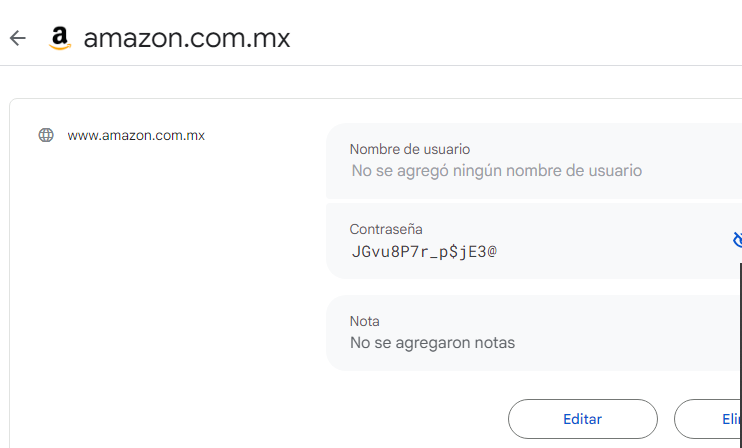 amazon.com.mx
www.amazon.com.mx
Nombre de usuario
No se agregó ningún nombre de usuario
Contraseña
JGvu8P7r_p$jE3@
Nota
No se agregaron notas
Editar